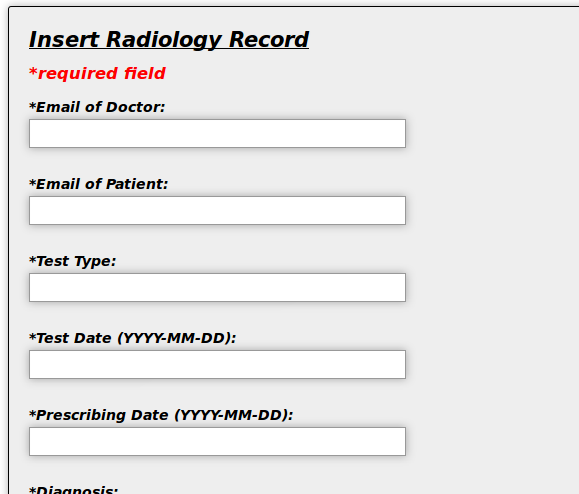 Insert Radiology Record
*required field
*Email of Doctor:
*Email of Patient:
*Test Type:
*Test Date (YYYY-MM-DD):
*Prescribing Date (YYYY-MM-DD):
*Diagnosis: